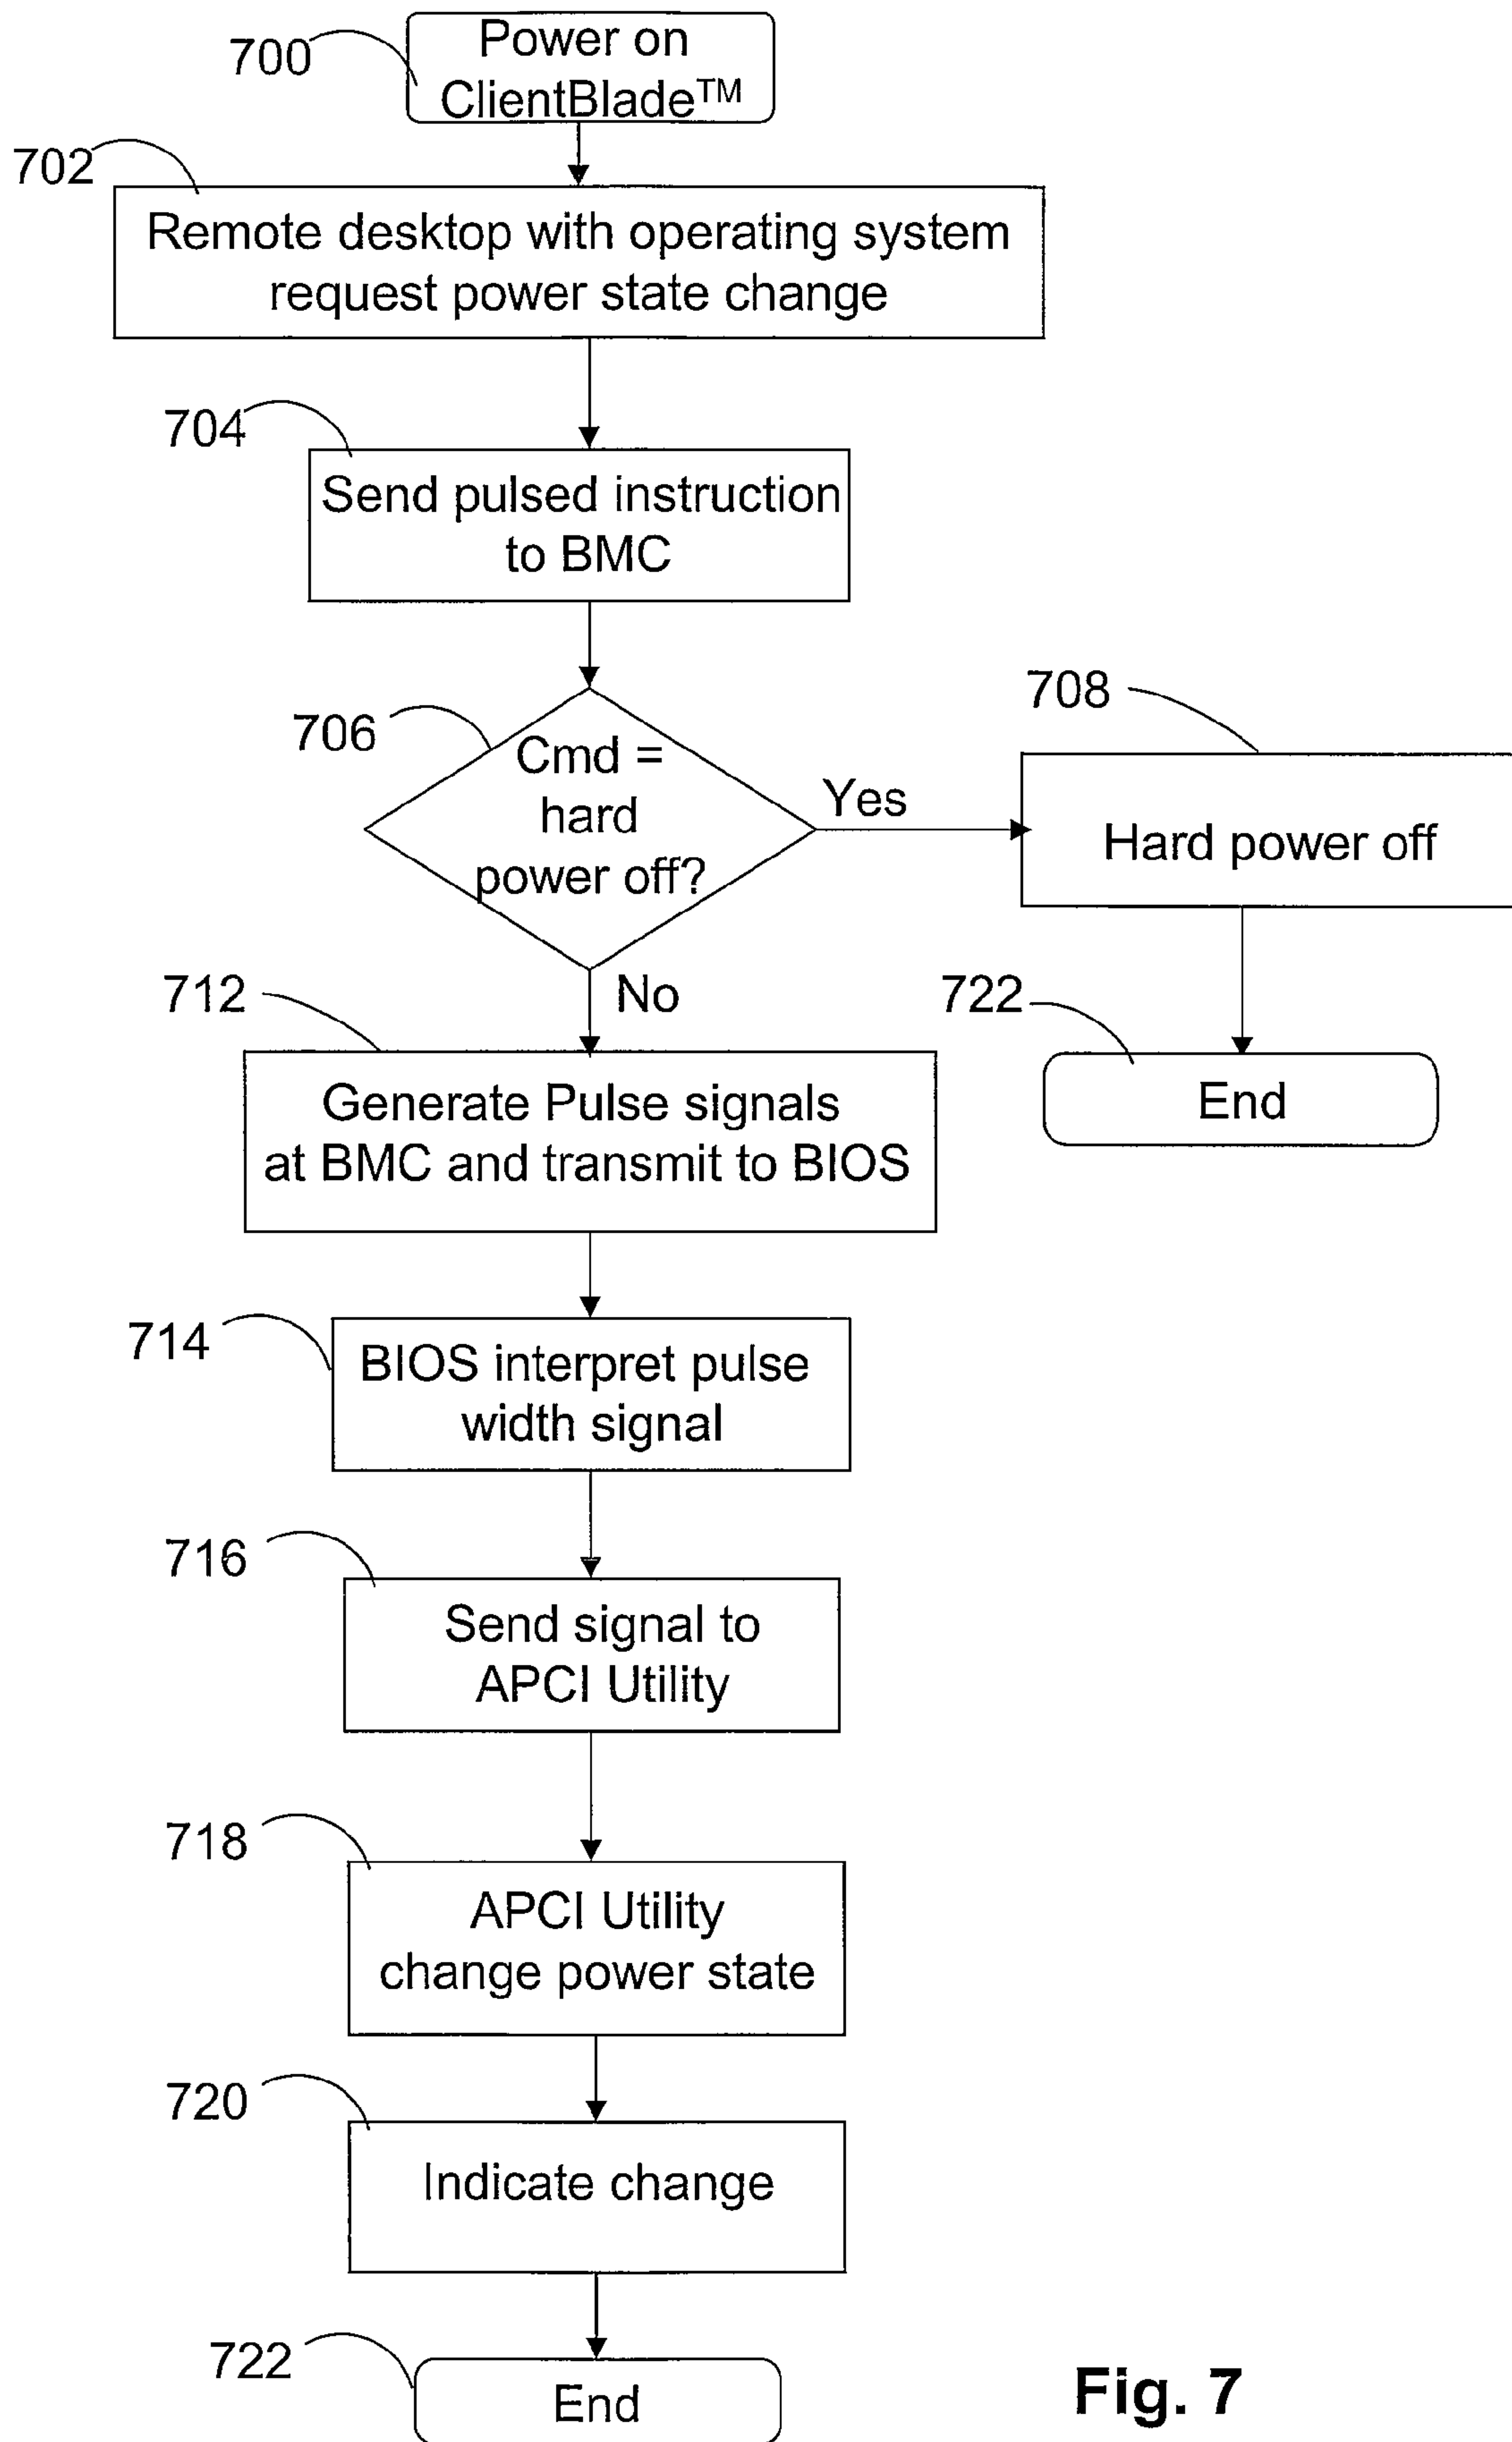 700
Power on
ClientBlade™
702
Remote desktop with operating system
request power state change
704
Send pulsed instruction
to BMC
706
Cmd =
hard
power off?
Yes
708
Hard power off
No
722
End
712
Generate Pulse signals
at BMC and transmit to BIOS
714
BIOS interpret pulse
width signal
716
Send signal to
APCI Utility
718
APCI Utility
change power state
720
Indicate change
722
End
Fig. 7